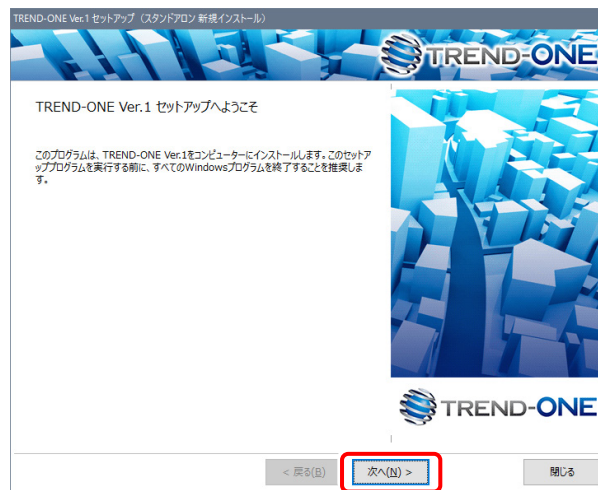 TREND-ONE Ver.1 セットアップ（スタンドアロン 新規インストール）
TREND-ONE
TREND-ONE Ver.1 セットアップへようこそ
このプログラムは、TREND-ONE Ver.1をコンピューターにインストールします。このセットア
ッププログラムを実行する前に、すべてのWindowsプログラムを終了することを推奨しま
す。
TREND-ONE
< 戻る(B)
次へ(N) >
閉じる